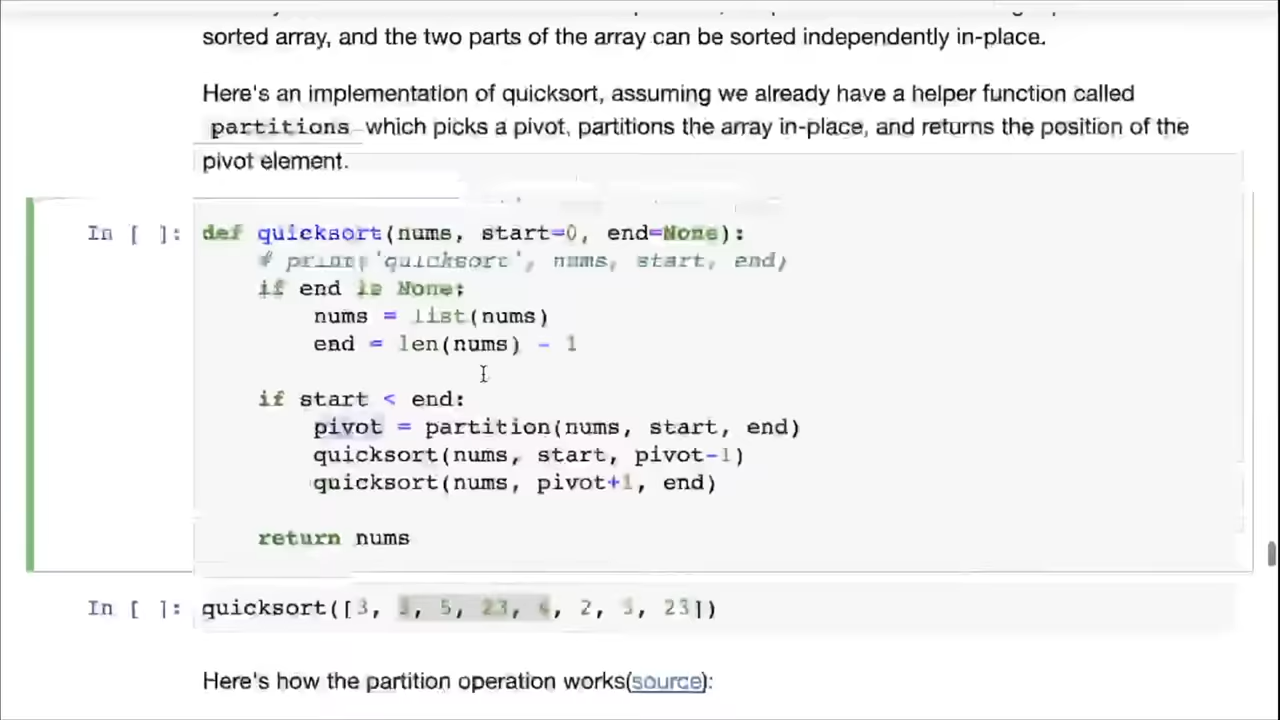 sorted array, and the two parts of the array can be sorted independently in-place.
Here's an implementation of quicksort, assuming we already have a helper function called
partitions which picks a pivot, partitions the array in-place, and returns the position of the
pivot element.
In [ ]: def quicksort(nums, start=0, end=None):
# print('quicksort', nums, start, end)
if end is None:
nums = list(nums)
end = len(nums) - 1
if start < end:
pivot = partition(nums, start, end)
quicksort(nums, start, pivot-1)
quicksort(nums, pivot+1, end)
return nums
In [ ]: quicksort([3, 5, 23, 2, 23])
Here's how the partition operation works(source):